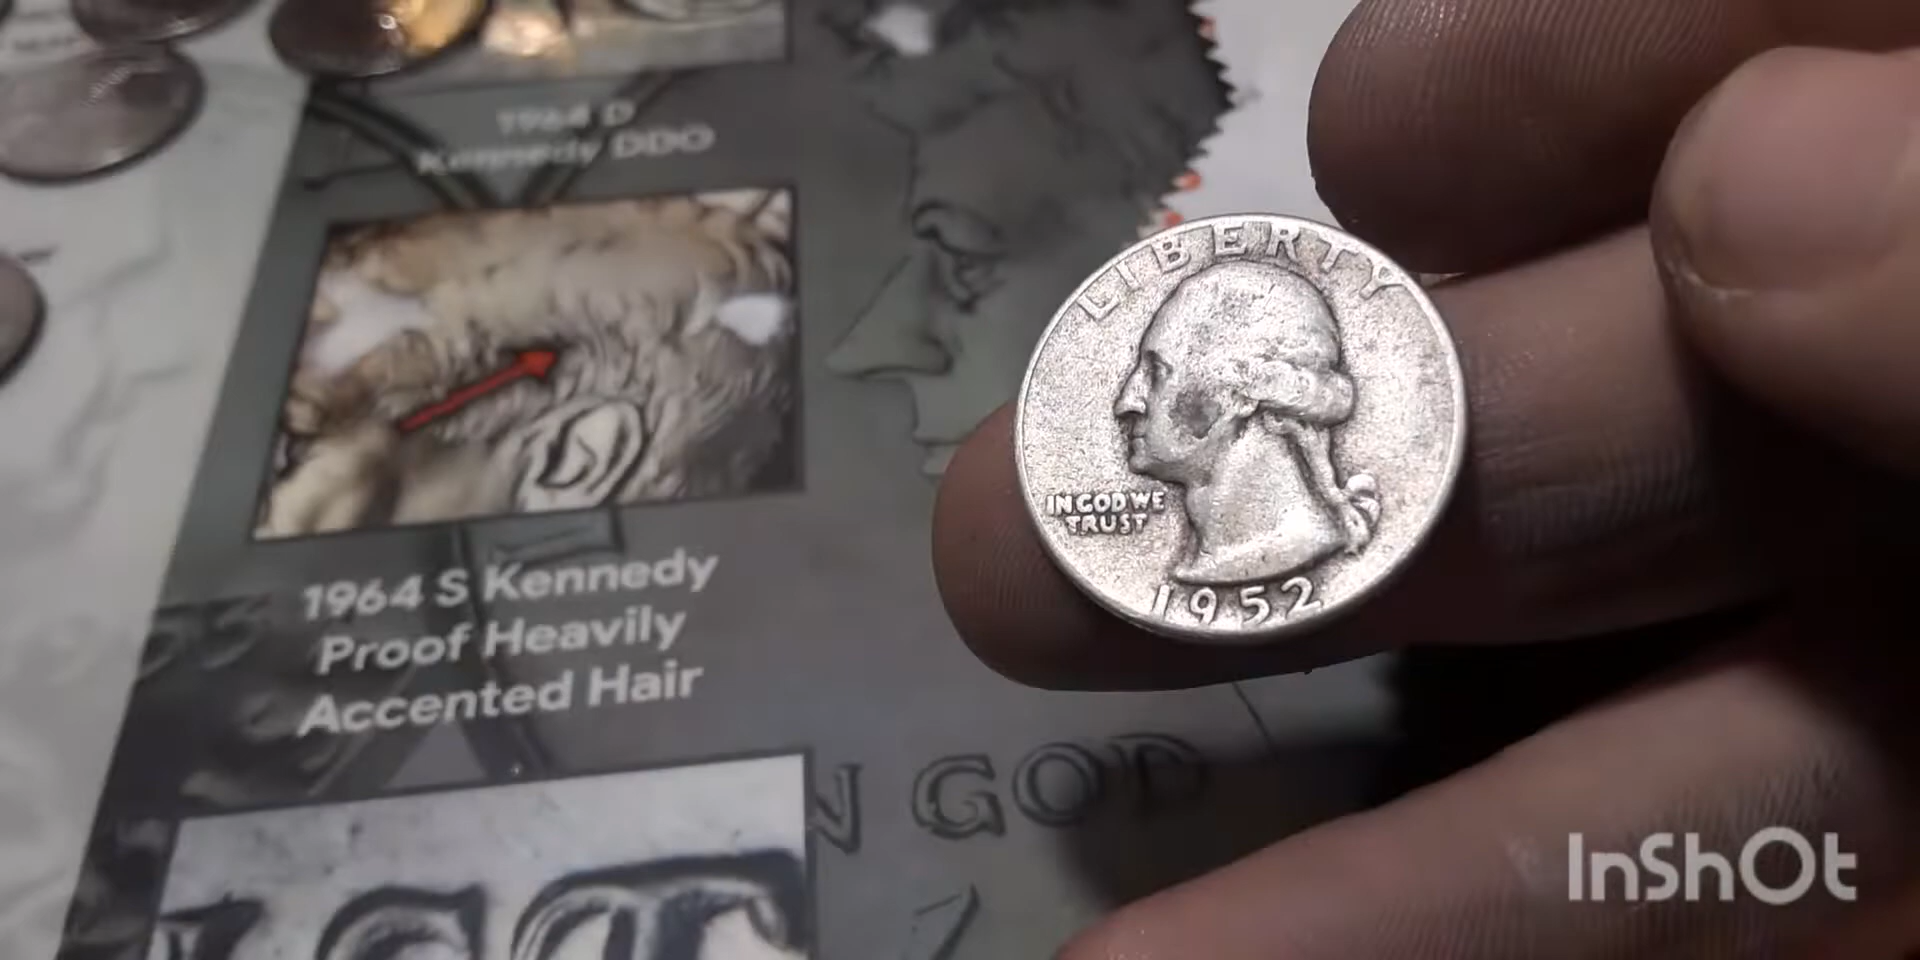 1964 D
Kennedy DDO
1964 S Kennedy
Proof Heavily
Accented Hair
N GOD
LIBERTY
IN GOD WE
TRUST
1952
InShOt